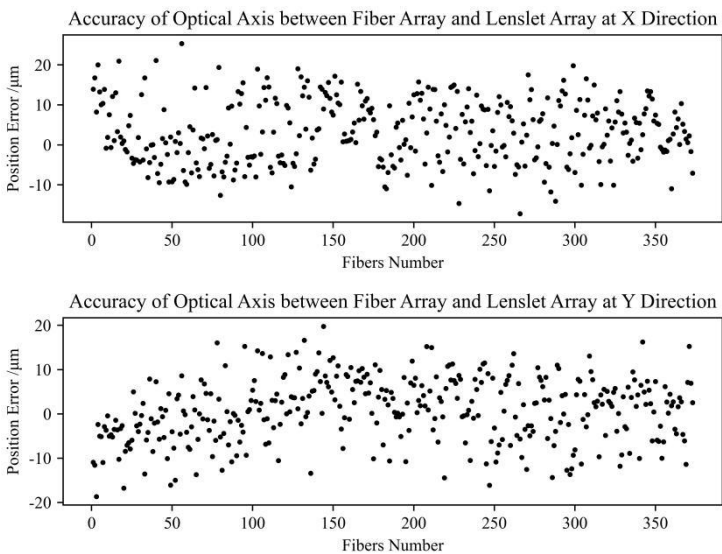 Accuracy of Optical Axis between Fiber Array and Lenslet Array at X Direction
Position Error /μm
20
10
0
-10
0 50 100 150 200 250 300 350
Fibers Number
Accuracy of Optical Axis between Fiber Array and Lenslet Array at Y Direction
Position Error /μm
20
10
0
-10
-20
0 50 100 150 200 250 300 350
Fibers Number